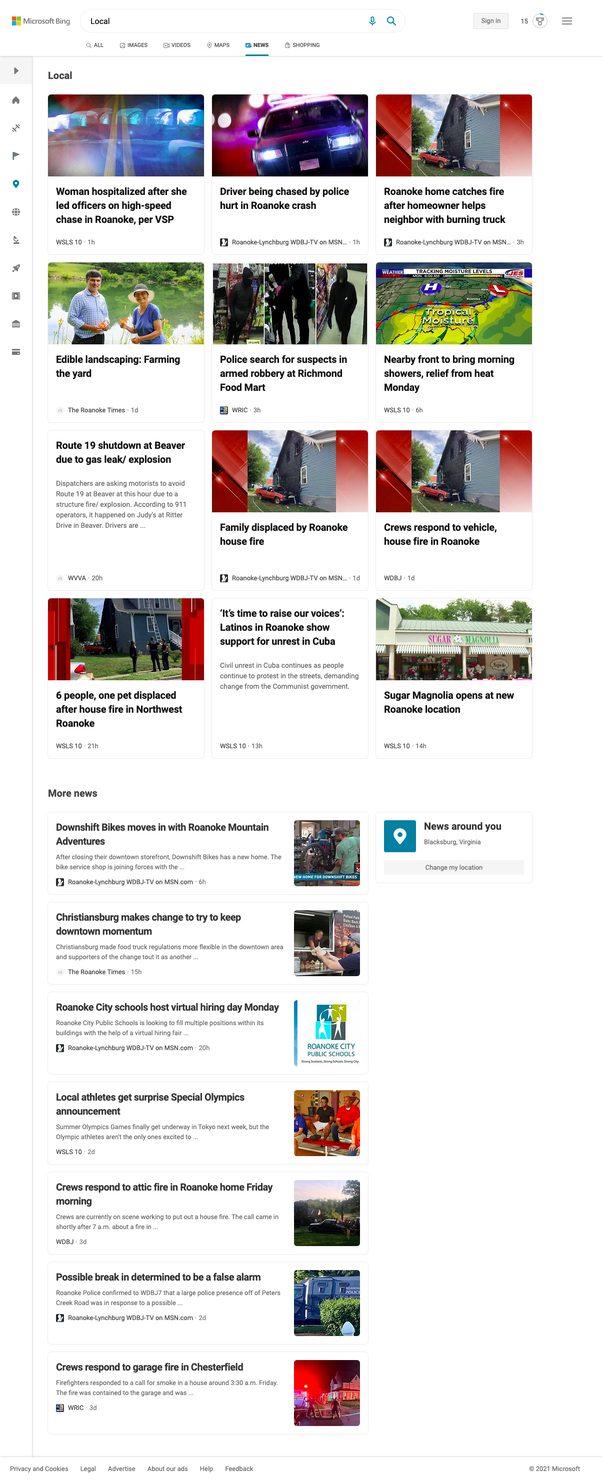 Microsoft Bing
Local
Sign in
15
ALL
IMAGES
VIDEOS
MAPS
NEWS
SHOPPING
Local
Woman hospitalized after she
led officers on high-speed
chase in Roanoke, per VSP
WSLS 10 · 1h
Driver being chased by police
hurt in Roanoke crash
Roanoke-Lynchburg WDBJ-TV on MSN... · 1h
Roanoke home catches fire
after homeowner helps
neighbor with burning truck
Roanoke-Lynchburg WDBJ-TV on MSN... · 3h
Edible landscaping: Farming
the yard
The Roanoke Times · 1d
Police search for suspects in
armed robbery at Richmond
Food Mart
WRIC · 3h
WEATHER
TRACKING MOISTURE LEVELS
H
L
Tropical
Moisture
Nearby front to bring morning
showers, relief from heat
Monday
WSLS 10 · 6h
Route 19 shutdown at Beaver
due to gas leak/ explosion
Dispatchers are asking motorists to avoid
Route 19 at Beaver at this hour due to a
structure fire/ explosion. According to 911
operators, it happened on Judy's at Ritter
Drive in Beaver. Drivers are ...
WVVA · 20h
Family displaced by Roanoke
house fire
Roanoke-Lynchburg WDBJ-TV on MSN... · 1d
Crews respond to vehicle,
house fire in Roanoke
WDBJ · 1d
6 people, one pet displaced
after house fire in Northwest
Roanoke
WSLS 10 · 21h
‘It’s time to raise our voices’:
Latinos in Roanoke show
support for unrest in Cuba
Civil unrest in Cuba continues as people
continue to protest in the streets, demanding
change from the Communist government.
WSLS 10 · 13h
SUGAR MAGNOLIA
Sugar Magnolia opens at new
Roanoke location
WSLS 10 · 14h
More news
Downshift Bikes moves in with Roanoke Mountain
Adventures
After closing their downtown storefront, Downshift Bikes has a new home. The
bike service shop is joining forces with the ...
Roanoke-Lynchburg WDBJ-TV on MSN.com · 6h
NEW HOME FOR DOWNSHIFT BIKES
News around you
Blacksburg, Virginia
Change my location
Christiansburg makes change to try to keep
downtown momentum
Christiansburg made food truck regulations more flexible in the downtown area
and supporters of the change tout it as another ...
The Roanoke Times · 15h
Roanoke City schools host virtual hiring day Monday
Roanoke City Public Schools is looking to fill multiple positions within its
buildings with the help of a virtual hiring fair ...
Roanoke-Lynchburg WDBJ-TV on MSN.com · 20h
ROANOKE CITY
PUBLIC SCHOOLS
Strong Students. Strong Schools. Strong City.
Local athletes get surprise Special Olympics
announcement
Summer Olympics Games finally get underway in Tokyo next week, but the
Olympic athletes aren't the only ones excited to ...
WSLS 10 · 2d
Crews respond to attic fire in Roanoke home Friday
morning
Crews are currently on scene working to put out a house fire. The call came in
shortly after 7 a.m. about a fire in ...
WDBJ · 3d
Possible break in determined to be a false alarm
Roanoke Police confirmed to WDBJ7 that a large police presence off of Peters
Creek Road was in response to a possible ...
Roanoke-Lynchburg WDBJ-TV on MSN.com · 2d
Crews respond to garage fire in Chesterfield
Firefighters responded to a call for smoke in a house around 3:30 a.m. Friday.
The fire was contained to the garage and was ...
WRIC · 3d
Privacy and Cookies
Legal
Advertise
About our ads
Help
Feedback
© 2021 Microsoft